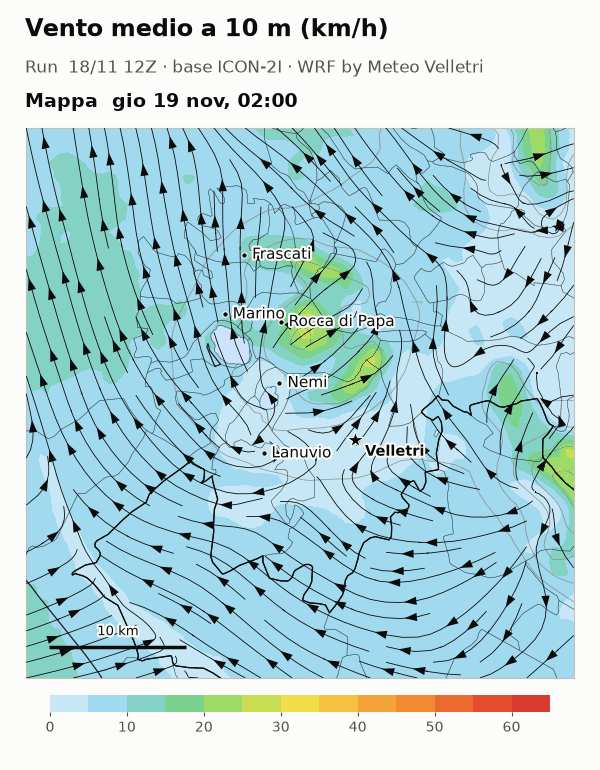 Vento medio a 10 m (km/h)
Run 18/11 12Z · base ICON-2I · WRF by Meteo Velletri
Mappa gio 19 nov, 02:00
Frascati
Marino
Rocca di Papa
Nemi
Velletri
Lanuvio
10 km
0 10 20 30 40 50 60